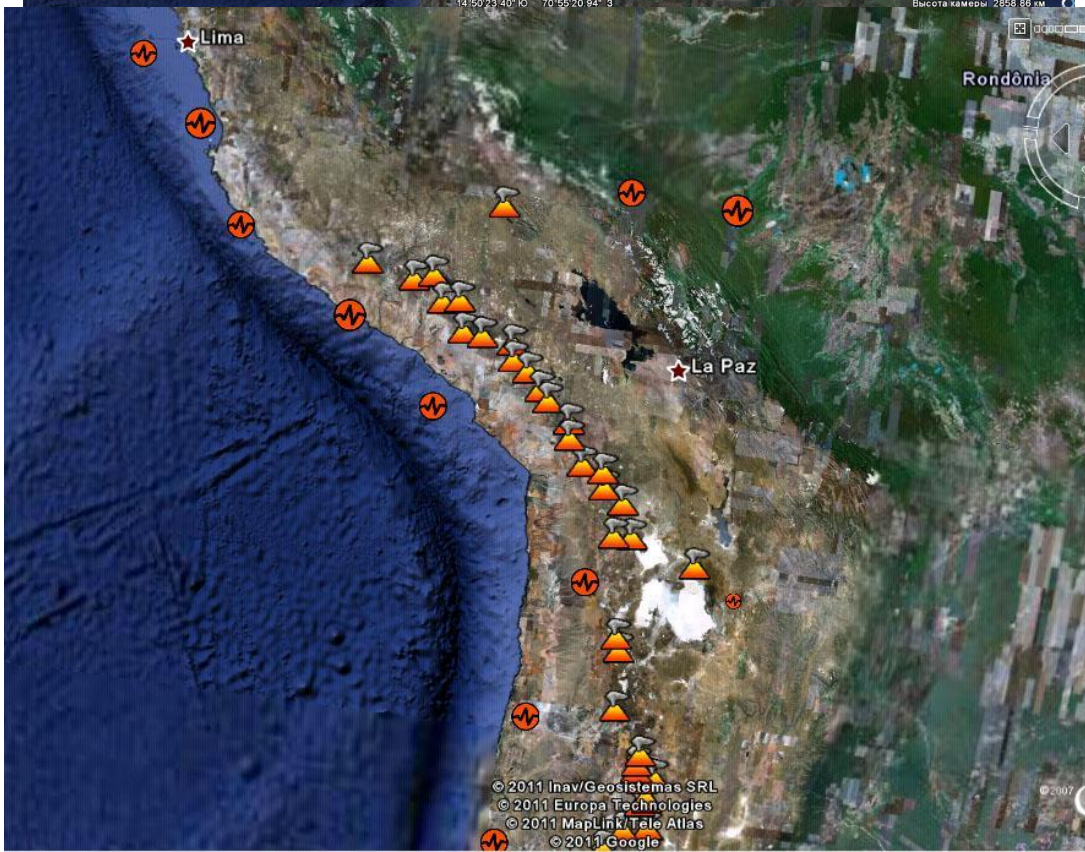 14°50'23.40" Ю 70°55'20.94" З
Высота камеры 2858.86 км
Lima
Rondônia
La Paz
© 2011 Inav/Geosistemas SRL
© 2011 Europa Technologies
© 2011 MapLink/Tele Atlas
© 2011 Google
©2007